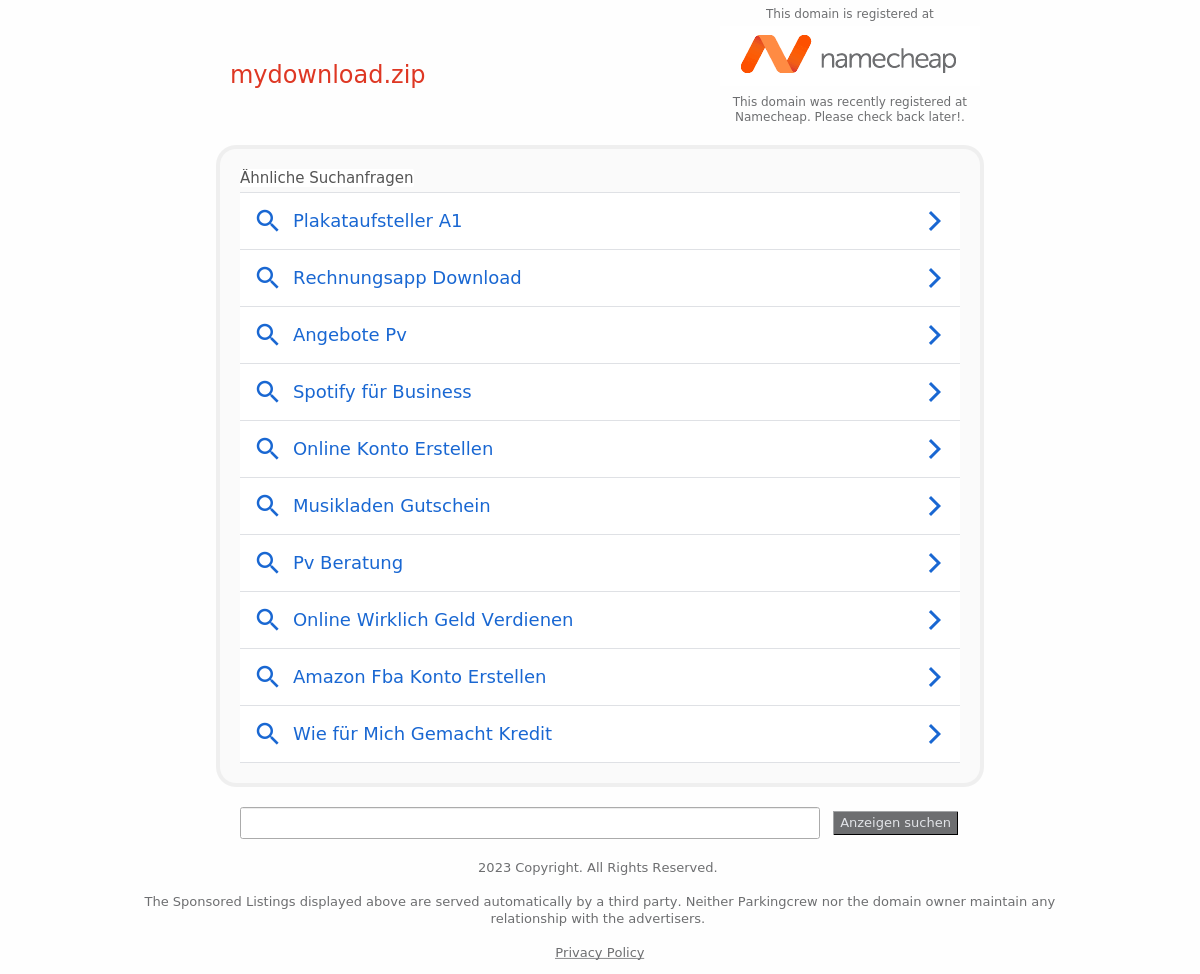 This domain is registered at
namecheap
mydownload.zip
This domain was recently registered at
Namecheap. Please check back later!.
Ähnliche Suchanfragen
Plakataufsteller A1
Rechnungsapp Download
Angebote Pv
Spotify für Business
Online Konto Erstellen
Musikladen Gutschein
Pv Beratung
Online Wirklich Geld Verdienen
Amazon Fba Konto Erstellen
Wie für Mich Gemacht Kredit
Anzeigen suchen
2023 Copyright. All Rights Reserved.
The Sponsored Listings displayed above are served automatically by a third party. Neither Parkingcrew nor the domain owner maintain any
relationship with the advertisers.
Privacy Policy